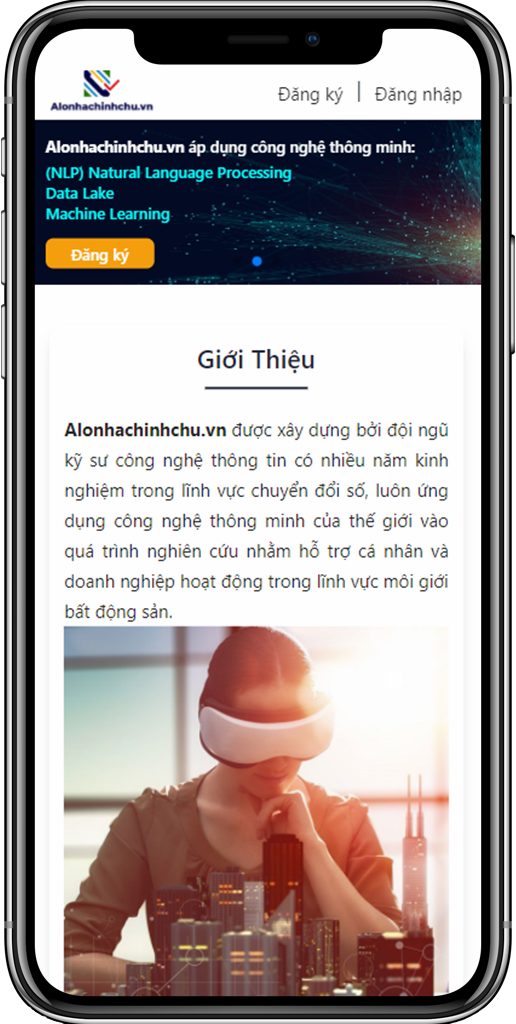 Alonhachinhchu.vn
Đăng ký | Đăng nhập
Alonhachinhchu.vn áp dụng công nghệ thông minh:
(NLP) Natural Language Processing
Data Lake
Machine Learning
Đăng ký
Giới Thiệu
Alonhachinhchu.vn được xây dựng bởi đội ngũ
kỹ sư công nghệ thông tin có nhiều năm kinh
nghiệm trong lĩnh vực chuyển đổi số, luôn ứng
dụng công nghệ thông minh của thế giới vào
quá trình nghiên cứu nhằm hỗ trợ cá nhân và
doanh nghiệp hoạt động trong lĩnh vực môi giới
bất động sản.